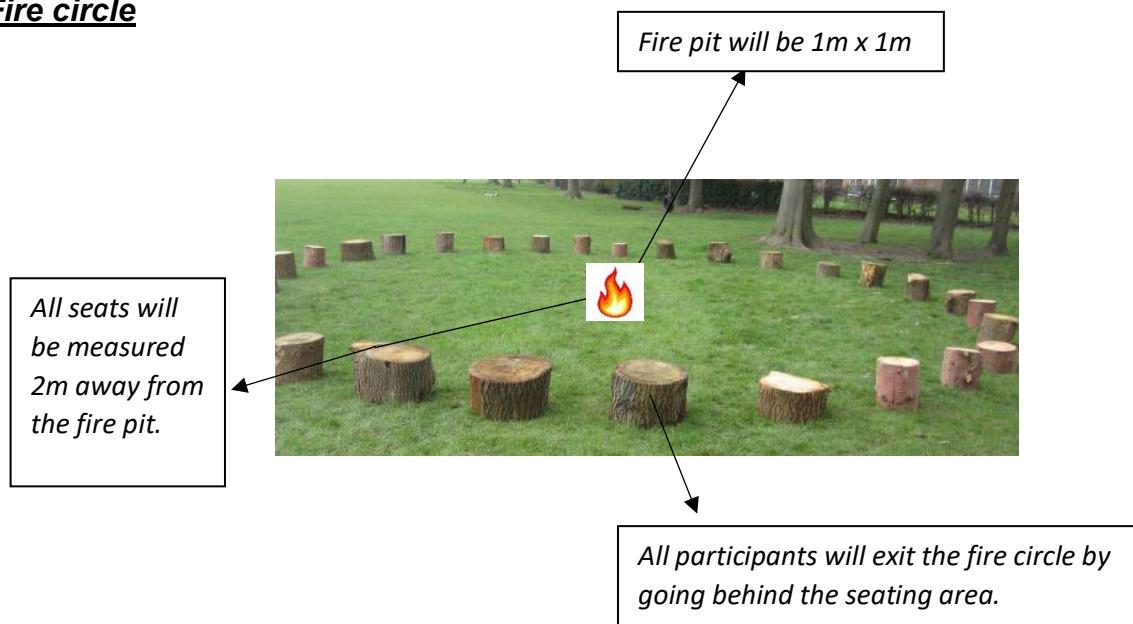 Fire circle
Fire pit will be 1m x 1m
All seats will
be measured
2m away from
the fire pit.
All participants will exit the fire circle by
going behind the seating area.